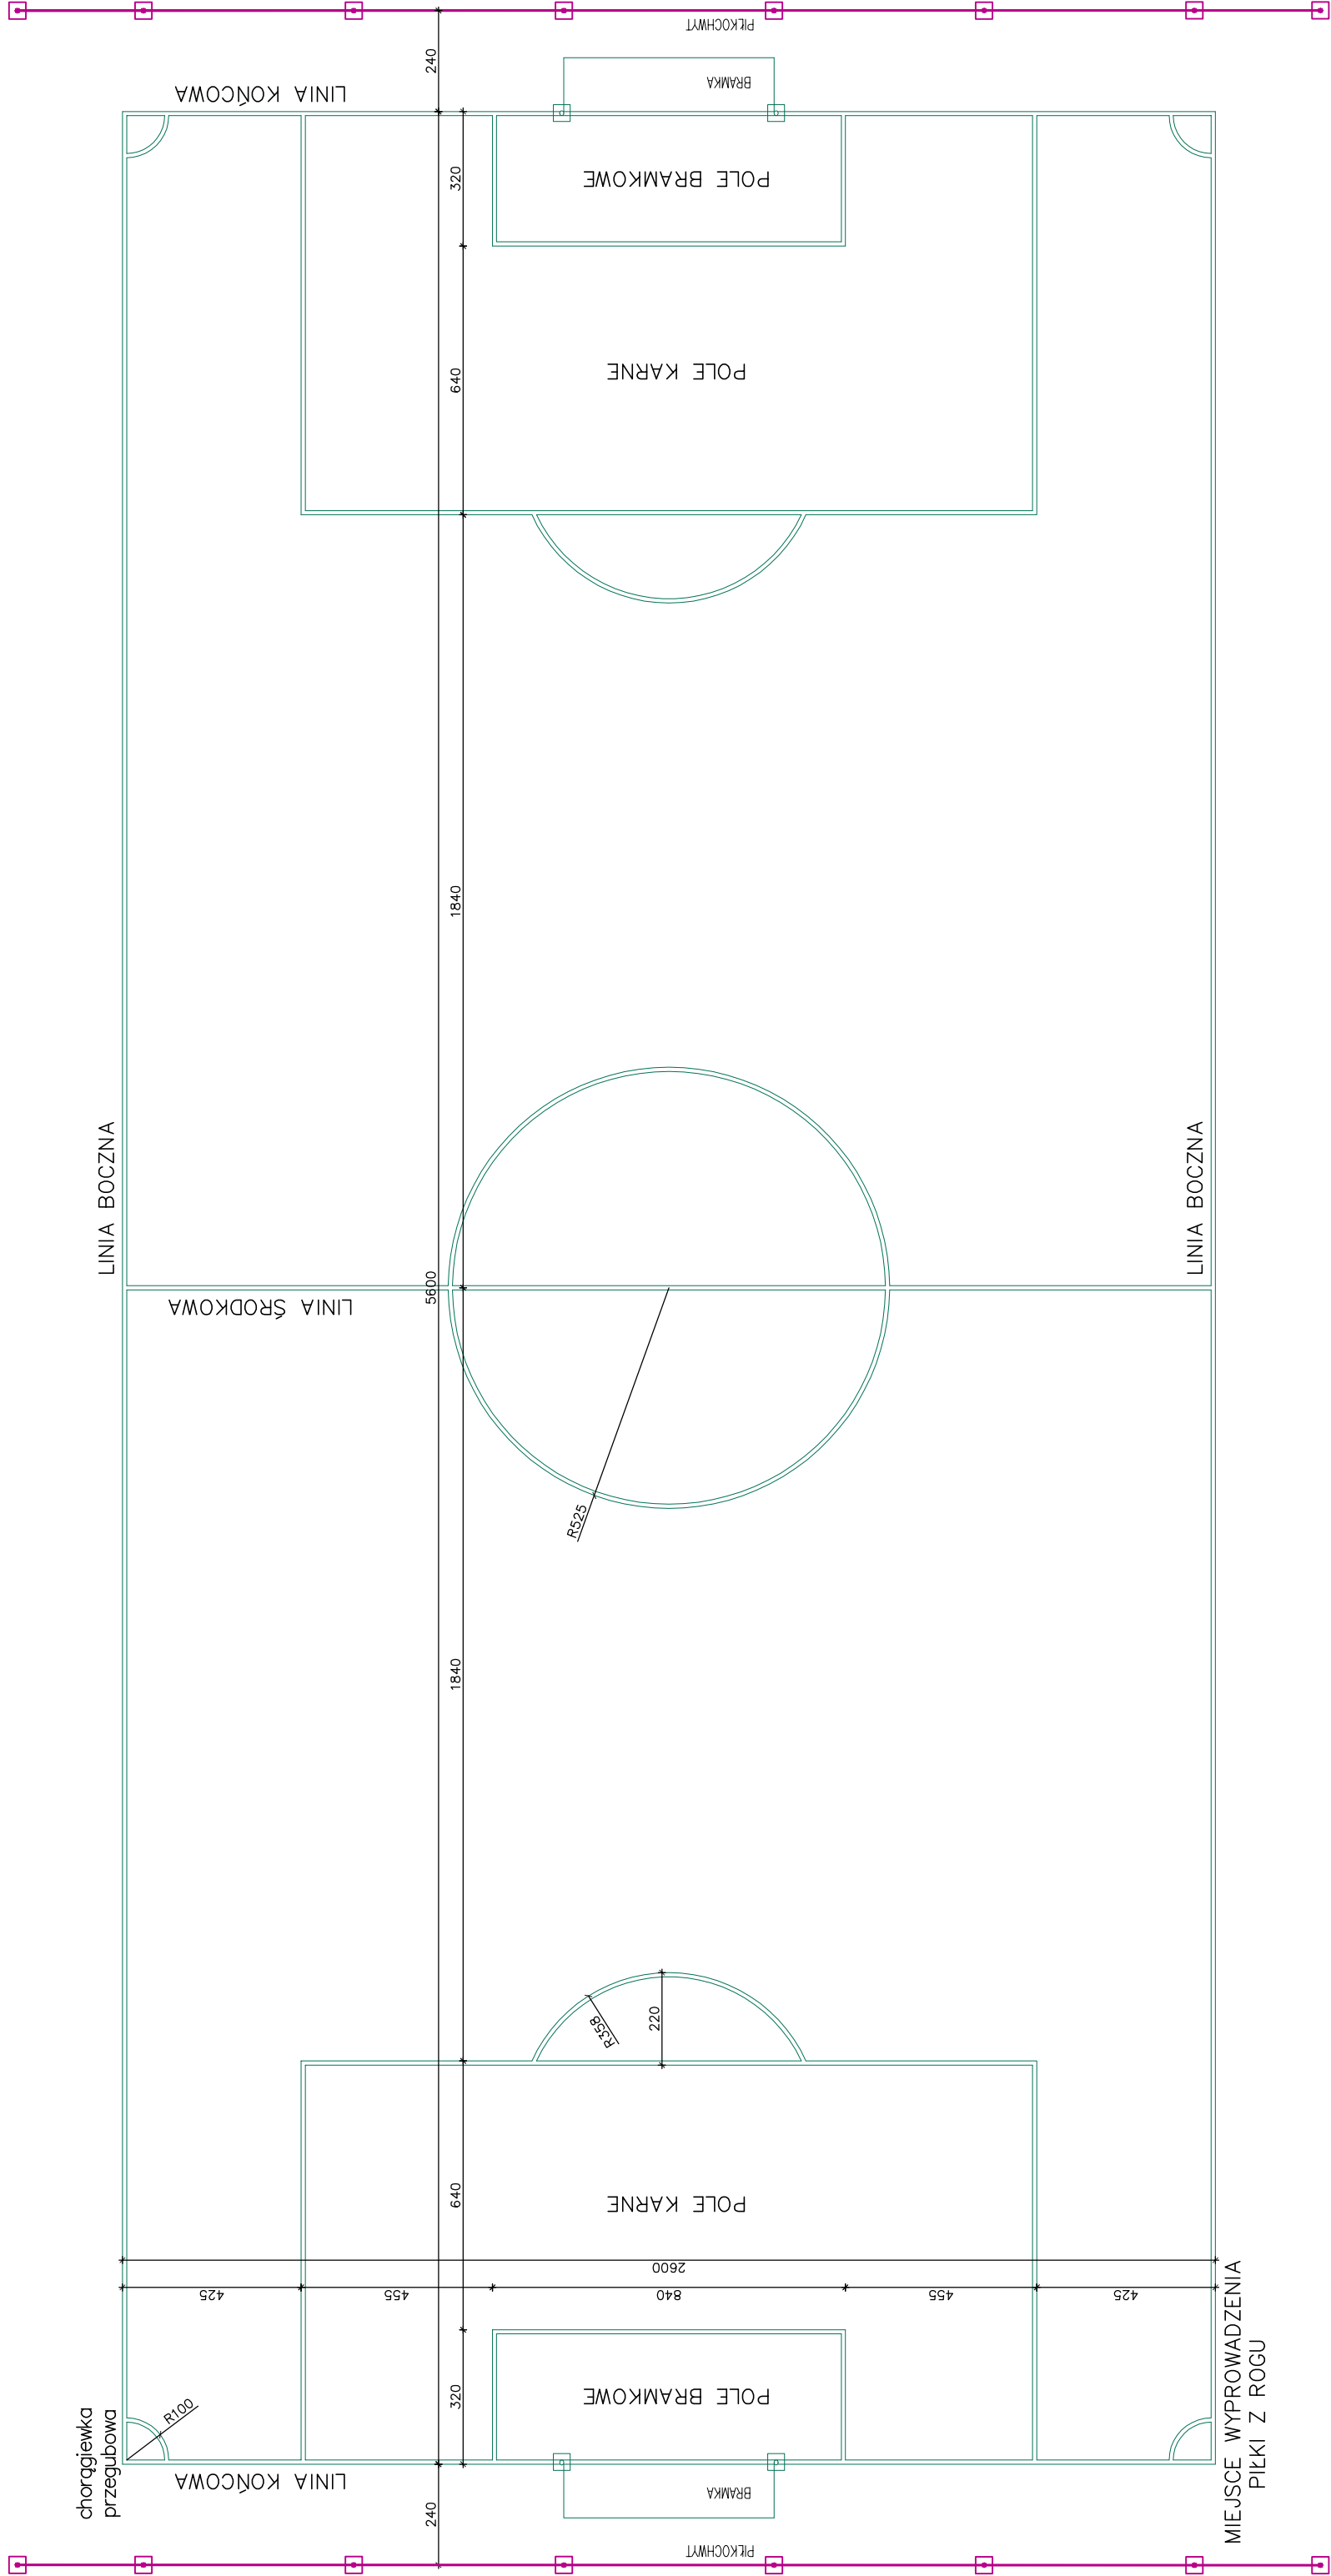 PIŁKOCHWYT
240
BRAMKA
LINIA KOŃCOWA
320
POLE BRAMKOWE
640
POLE KARNE
1840
LINIA BOCZNA
LINIA BOCZNA
5600
LINIA ŚRODKOWA
R525
1840
R358
220
640
POLE KARNE
2600
425
455
840
455
425
320
POLE BRAMKOWE
R100
chorągiewka
przegubowa
LINIA KOŃCOWA
MIEJSCE WYPROWADZENIA
PIŁKI Z ROGU
BRAMKA
240
PIŁKOCHWYT